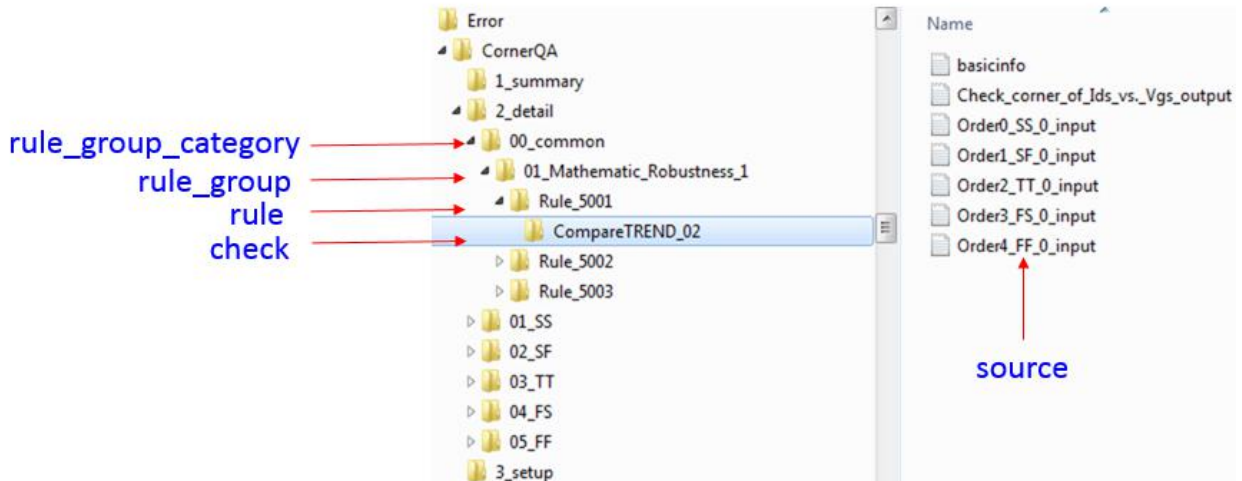 rule_group_category
rule_group
rule
check
Error
CornerQA
1_summary
2_detail
00_common
01_Mathematic_Robustness_1
Rule_5001
CompareTREND_02
Rule_5002
Rule_5003
01_SS
02_SF
03_TT
04_FS
05_FF
3_setup
Name
basicinfo
Check_corner_of_Ids_vs._Vgs_output
Order0_SS_0_input
Order1_SF_0_input
Order2_TT_0_input
Order3_FS_0_input
Order4_FF_0_input
source